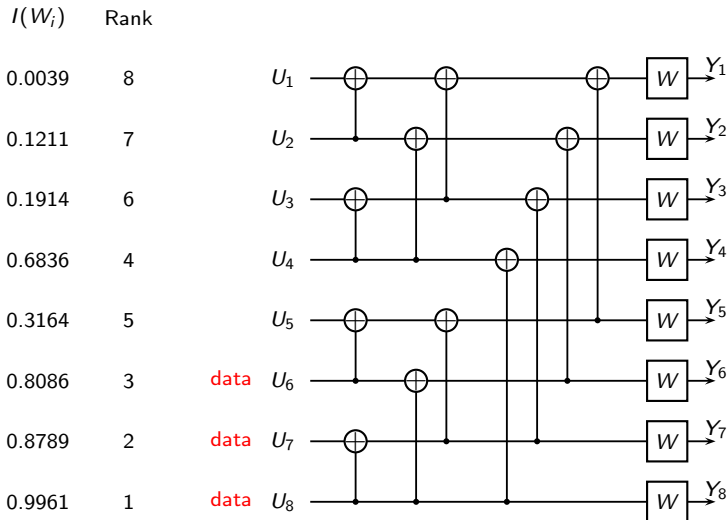 I(W_i) Rank
0.0039 8 U_1 W Y_1
0.1211 7 U_2 W Y_2
0.1914 6 U_3 W Y_3
0.6836 4 U_4 W Y_4
0.3164 5 U_5 W Y_5
0.8086 3 data U_6 W Y_6
0.8789 2 data U_7 W Y_7
0.9961 1 data U_8 W Y_8